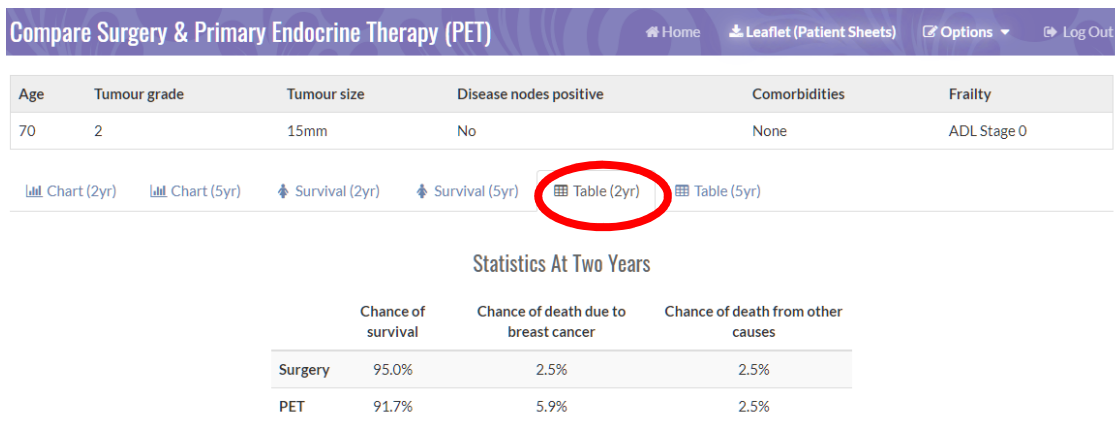 Compare Surgery & Primary Endocrine Therapy (PET) Home Leaflet (Patient Sheets) Options Log Out
Age Tumour grade Tumour size Disease nodes positive Comorbidities Frailty
70 2 15mm No None ADL Stage 0
Chart (2yr) Chart (5yr) Survival (2yr) Survival (5yr) Table (2yr) Table (5yr)
Statistics At Two Years
Chance of survival Chance of death due to breast cancer Chance of death from other causes
Surgery 95.0% 2.5% 2.5%
PET 91.7% 5.9% 2.5%